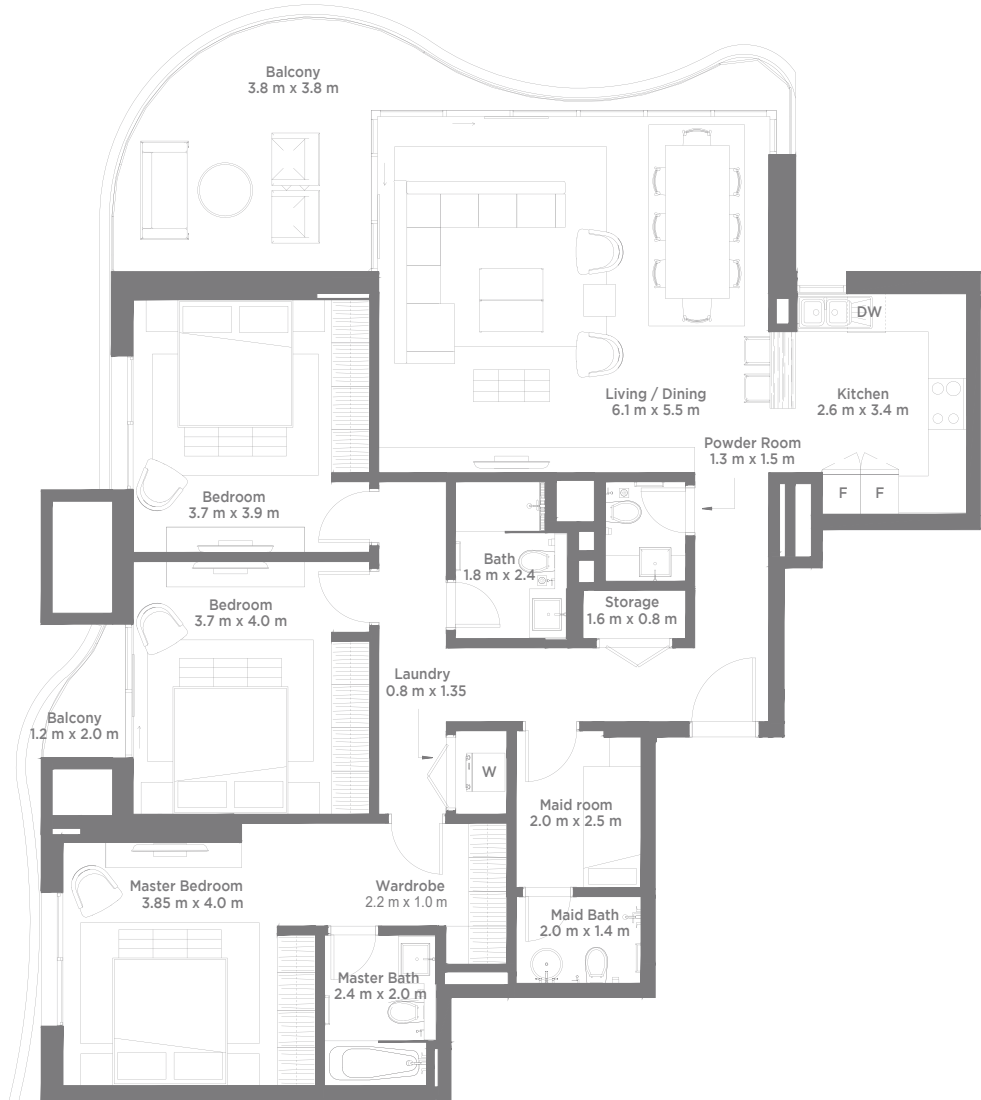 Balcony
3.8 m x 3.8 m
DW
Living / Dining
6.1 m x 5.5 m
Kitchen
2.6 m x 3.4 m
Powder Room
1.3 m x 1.5 m
F F
Bedroom
3.7 m x 3.9 m
Bath
1.8 m x 2.4
Bedroom
3.7 m x 4.0 m
Storage
1.6 m x 0.8 m
Laundry
0.8 m x 1.35
Balcony
1.2 m x 2.0 m
W
Maid room
2.0 m x 2.5 m
Master Bedroom
3.85 m x 4.0 m
Wardrobe
2.2 m x 1.0 m
Maid Bath
2.0 m x 1.4 m
Master Bath
2.4 m x 2.0 m